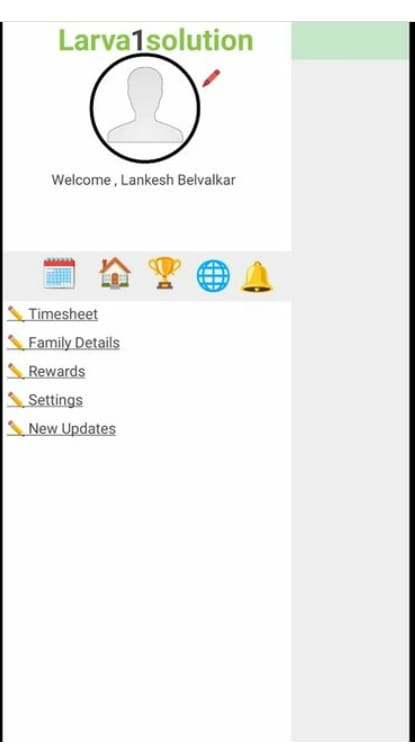 Larva1solution
Welcome , Lankesh Belvalkar
Timesheet
Family Details
Rewards
Settings
New Updates